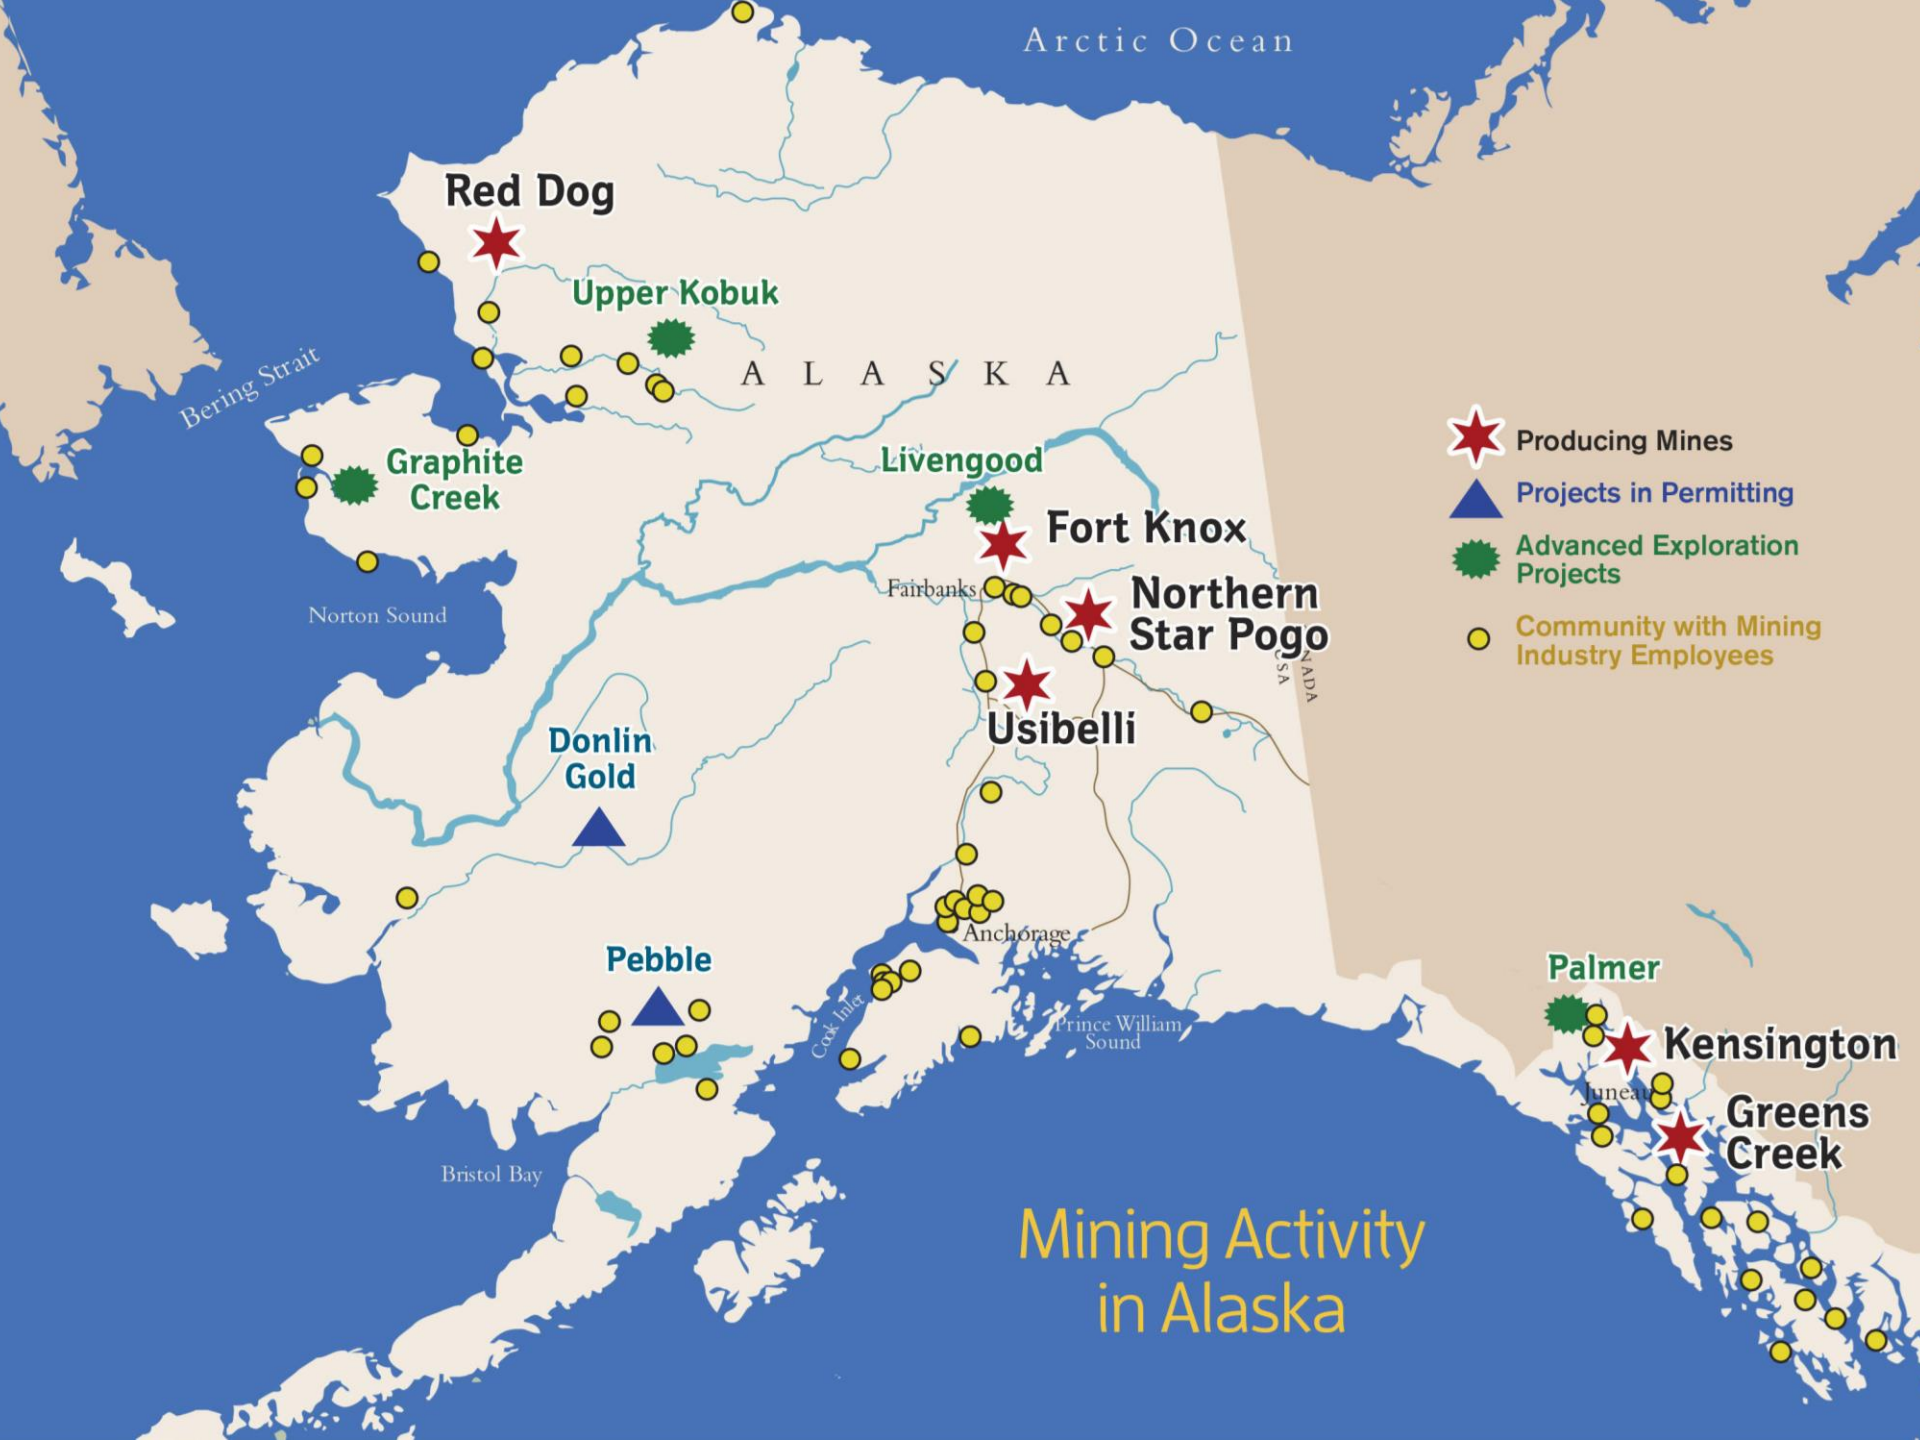 Arctic Ocean
Red Dog
Upper Kobuk
Bering Strait
ALASKA
Graphite
Creek
Livengood
Fort Knox
Fairbanks
Northern
Star Pogo
USA
CANADA
Norton Sound
Usibelli
Donlin
Gold
Producing Mines
Projects in Permitting
Advanced Exploration
Projects
Community with Mining
Industry Employees
Anchorage
Pebble
Cook Inlet
Prince William
Sound
Palmer
Kensington
Juneau
Greens
Creek
Bristol Bay
Mining Activity
in Alaska